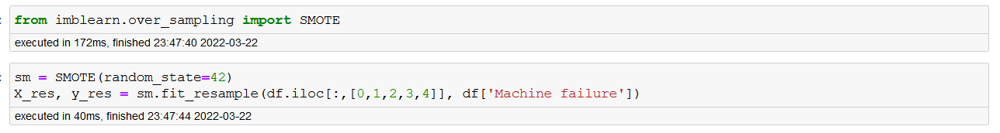 from imblearn.over_sampling import SMOTE
executed in 172ms, finished 23:47:40 2022-03-22
sm = SMOTE(random_state=42)
X_res, y_res = sm.fit_resample(df.iloc[:,[0,1,2,3,4]], df['Machine failure'])
executed in 40ms, finished 23:47:44 2022-03-22